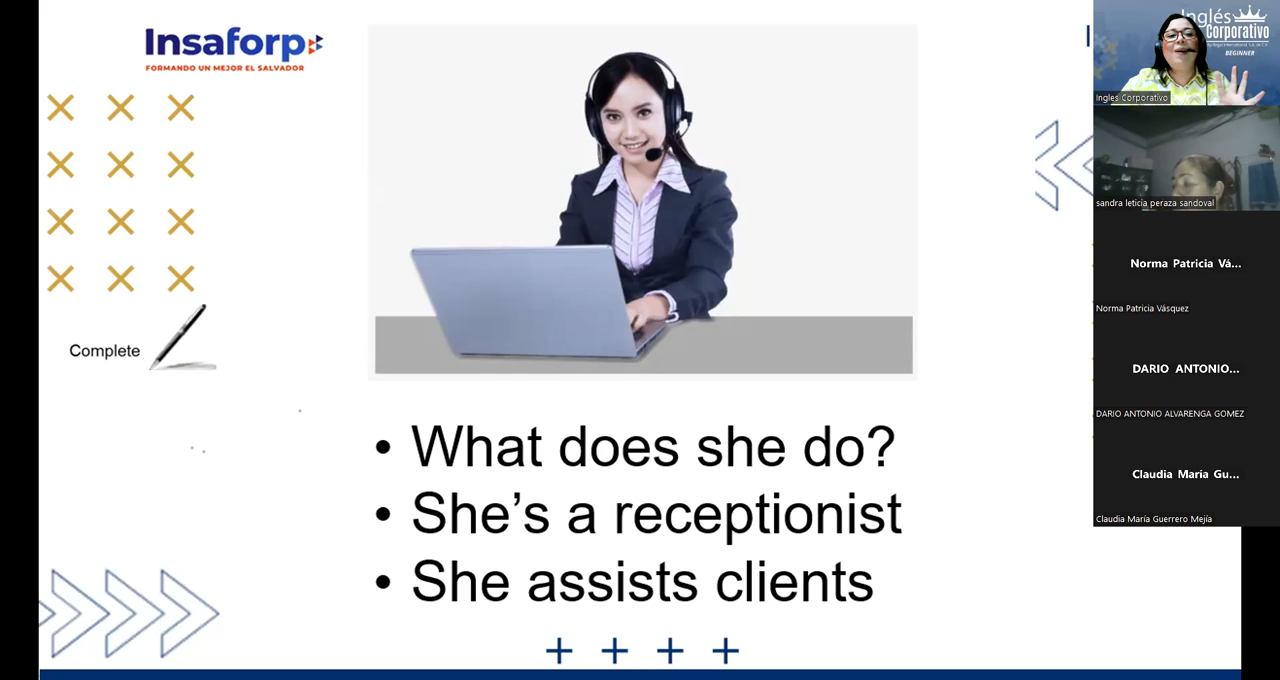 Insaforp
FORMANDO UN MEJOR EL SALVADOR
Complete
• What does she do?
• She's a receptionist
• She assists clients
Inglés
Corporativo
BEGINNER
Ingles Corporativo
sandra leticia peraza sandoval
Norma Patricia Vá...
Norma Patricia Vásquez
DARIO ANTONIO...
DARIO ANTONIO ALVARENGA GOMEZ
Claudia María Gu...
Claudia María Guerrero Mejía